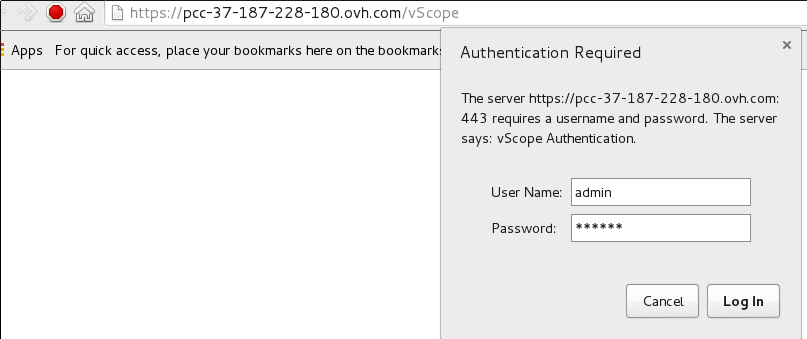 https://pcc-37-187-228-180.ovh.com/vScope
Apps For quick access, place your bookmarks here on the bookmarks
Authentication Required
×
The server https://pcc-37-187-228-180.ovh.com:
443 requires a username and password. The server
says: vScope Authentication.
User Name: admin
Password: ******
Cancel Log In